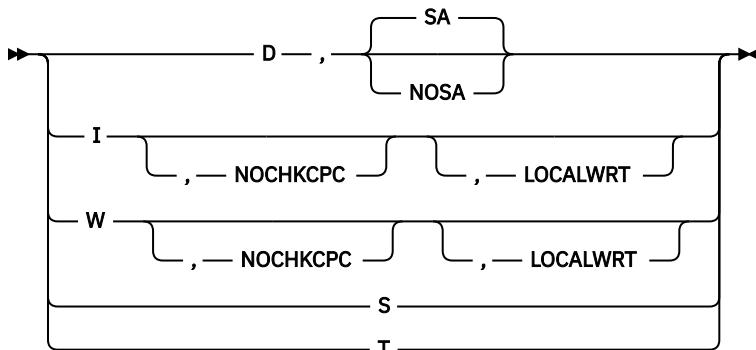 SA
D ,
NOSA
I
, NOCHKCPC , LOCALWRT
W
, NOCHKCPC , LOCALWRT
S
T